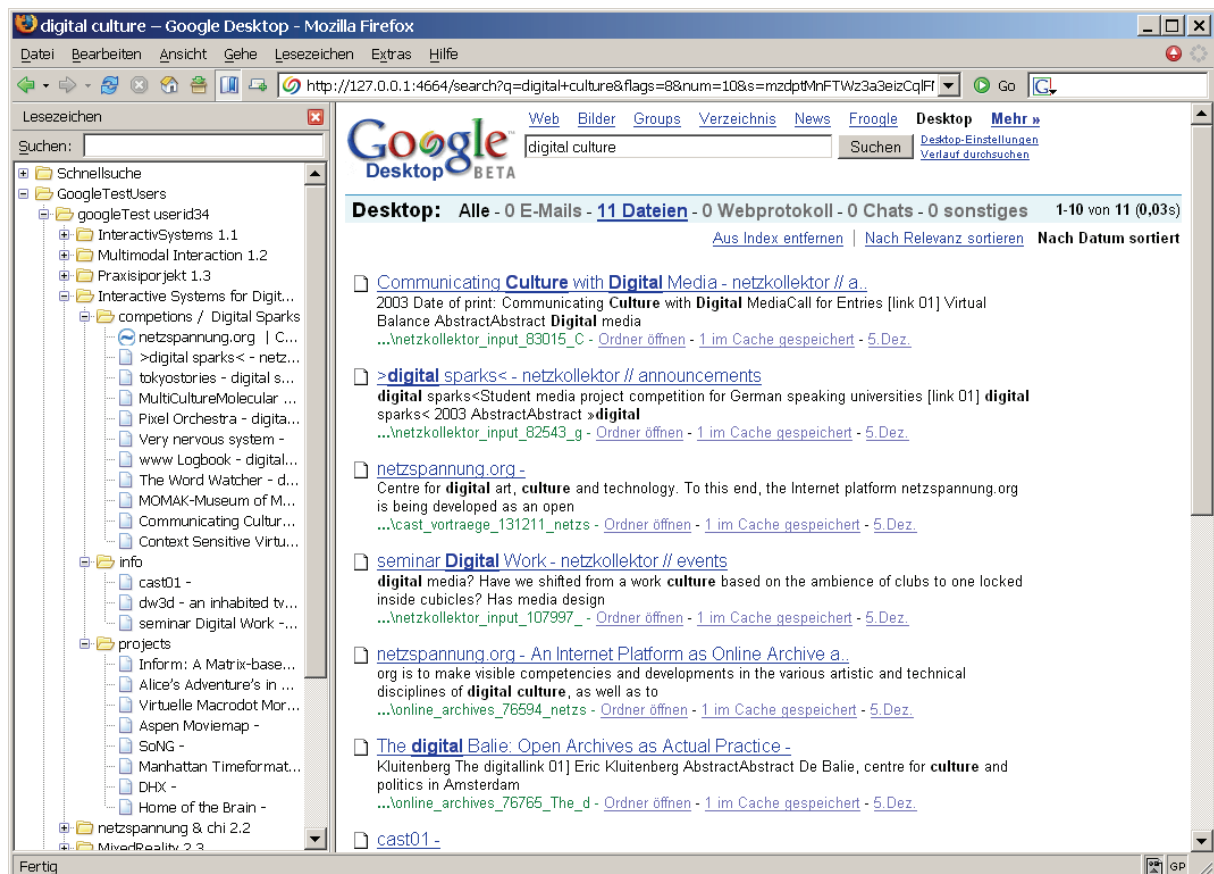 digital culture – Google Desktop - Mozilla Firefox
Datei Bearbeiten Ansicht Gehe Lesezeichen Extras Hilfe
http://127.0.0.1:4664/search?q=digital+culture&flags=8&num=10&s=mzdptMnFTWz3a3eizCqlFf Go
Lesezeichen
Suchen:
Schnellsuche
GoogleTestUsers
googleTest userid34
InteractivSystems 1.1
Multimodal Interaction 1.2
Praxisiporjekt 1.3
Interactive Systems for Digit...
competions / Digital Sparks
netzspannung.org | C...
>digital sparks< - netz...
tokyostories - digital s...
MultiCultureMolecular ...
Pixel Orchestra - digita...
Very nervous system -
www Logbook - digital...
The Word Watcher - d...
MOMAK-Museum of M...
Communicating Cultur...
Context Sensitive Virtu...
info
cast01 -
dw3d - an inhabited tv...
seminar Digital Work -...
projects
Inform: A Matrix-base...
Alice's Adventure's in ...
Virtuelle Macrodot Mor...
Aspen Moviemap -
SoNG -
Manhattan Timeformat...
DHX -
Home of the Brain -
netzspannung & chi 2.2
MixedReality 2.3
Google™
Desktop BETA
Web Bilder Groups Verzeichnis News Froogle Desktop Mehr »
digital culture Suchen Desktop-Einstellungen
Verlauf durchsuchen
Desktop: Alle - 0 E-Mails - 11 Dateien - 0 Webprotokoll - 0 Chats - 0 sonstiges 1-10 von 11 (0,03s)
Aus Index entfernen | Nach Relevanz sortieren Nach Datum sortiert
Communicating Culture with Digital Media - netzkollektor // a..
2003 Date of print: Communicating Culture with Digital MediaCall for Entries [link 01] Virtual
Balance AbstractAbstract Digital media
...\netzkollektor_input_83015_C - Ordner öffnen - 1 im Cache gespeichert - 5.Dez.
>digital sparks< - netzkollektor // announcements
digital sparks<Student media project competition for German speaking universities [link 01] digital
sparks< 2003 AbstractAbstract »digital
...\netzkollektor_input_82543_g - Ordner öffnen - 1 im Cache gespeichert - 5.Dez.
netzspannung.org -
Centre for digital art, culture and technology. To this end, the Internet platform netzspannung.org
is being developed as an open
...\cast_vortraege_131211_netzs - Ordner öffnen - 1 im Cache gespeichert - 5.Dez.
seminar Digital Work - netzkollektor // events
digital media? Have we shifted from a work culture based on the ambience of clubs to one locked
inside cubicles? Has media design
...\netzkollektor_input_107997_ - Ordner öffnen - 1 im Cache gespeichert - 5.Dez.
netzspannung.org - An Internet Platform as Online Archive a..
org is to make visible competencies and developments in the various artistic and technical
disciplines of digital culture, as well as to
...\online_archives_76594_netzs - Ordner öffnen - 1 im Cache gespeichert - 5.Dez.
The digital Balie: Open Archives as Actual Practice -
Kluitenberg The digitallink 01] Eric Kluitenberg AbstractAbstract De Balie, centre for culture and
politics in Amsterdam
...\online_archives_76765_The_d - Ordner öffnen - 1 im Cache gespeichert - 5.Dez.
cast01 -
Fertig GP